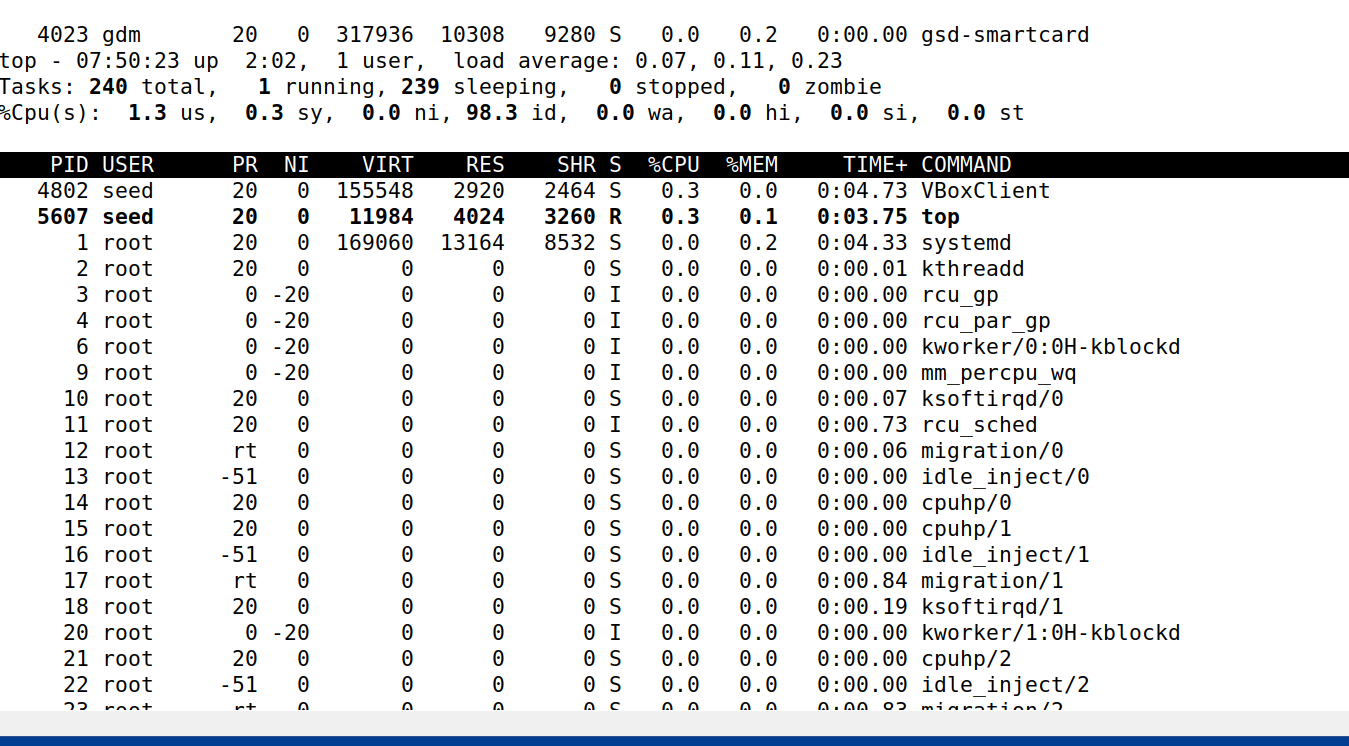 4023 gdm 20 0 317936 10308 9280 S 0.0 0.2 0:00.00 gsd-smartcard
top - 07:50:23 up 2:02, 1 user, load average: 0.07, 0.11, 0.23
Tasks: 240 total, 1 running, 239 sleeping, 0 stopped, 0 zombie
%Cpu(s): 1.3 us, 0.3 sy, 0.0 ni, 98.3 id, 0.0 wa, 0.0 hi, 0.0 si, 0.0 st
PID USER PR NI VIRT RES SHR S %CPU %MEM TIME+ COMMAND
4802 seed 20 0 155548 2920 2464 S 0.3 0.0 0:04.73 VBoxClient
5607 seed 20 0 11984 4024 3260 R 0.3 0.1 0:03.75 top
1 root 20 0 169060 13164 8532 S 0.0 0.2 0:04.33 systemd
2 root 20 0 0 0 0 S 0.0 0.0 0:00.01 kthreadd
3 root 0 -20 0 0 0 I 0.0 0.0 0:00.00 rcu_gp
4 root 0 -20 0 0 0 I 0.0 0.0 0:00.00 rcu_par_gp
6 root 0 -20 0 0 0 I 0.0 0.0 0:00.00 kworker/0:0H-kblockd
9 root 0 -20 0 0 0 I 0.0 0.0 0:00.00 mm_percpu_wq
10 root 20 0 0 0 0 S 0.0 0.0 0:00.07 ksoftirqd/0
11 root 20 0 0 0 0 I 0.0 0.0 0:00.73 rcu_sched
12 root rt 0 0 0 0 S 0.0 0.0 0:00.06 migration/0
13 root -51 0 0 0 0 S 0.0 0.0 0:00.00 idle_inject/0
14 root 20 0 0 0 0 S 0.0 0.0 0:00.00 cpuhp/0
15 root 20 0 0 0 0 S 0.0 0.0 0:00.00 cpuhp/1
16 root -51 0 0 0 0 S 0.0 0.0 0:00.00 idle_inject/1
17 root rt 0 0 0 0 S 0.0 0.0 0:00.84 migration/1
18 root 20 0 0 0 0 S 0.0 0.0 0:00.19 ksoftirqd/1
20 root 0 -20 0 0 0 I 0.0 0.0 0:00.00 kworker/1:0H-kblockd
21 root 20 0 0 0 0 S 0.0 0.0 0:00.00 cpuhp/2
22 root -51 0 0 0 0 S 0.0 0.0 0:00.00 idle_inject/2
23 root rt 0 0 0 0 S 0.0 0.0 0:00.83 migration/2